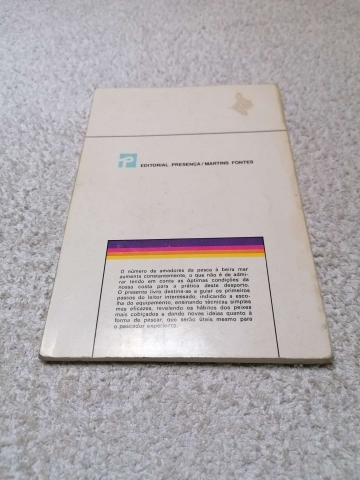 EDITORIAL PRESENÇA / MARTINS FONTES
O número de amadores da pesca à beira mar
aumenta constantemente, o que não é de admi-
rar tendo em conta as óptimas condições da
nossa costa para a prática deste desporto.
O presente livro destina-se a guiar os primeiros
passos do leitor interessado, indicando a esco-
lha do equipamento, ensinando técnicas simples
mas eficazes, revelando os hábitos dos peixes
mais cobiçados e dando novas ideias quanto à
forma de pescar, que serão úteis mesmo para
o pescador experiente.